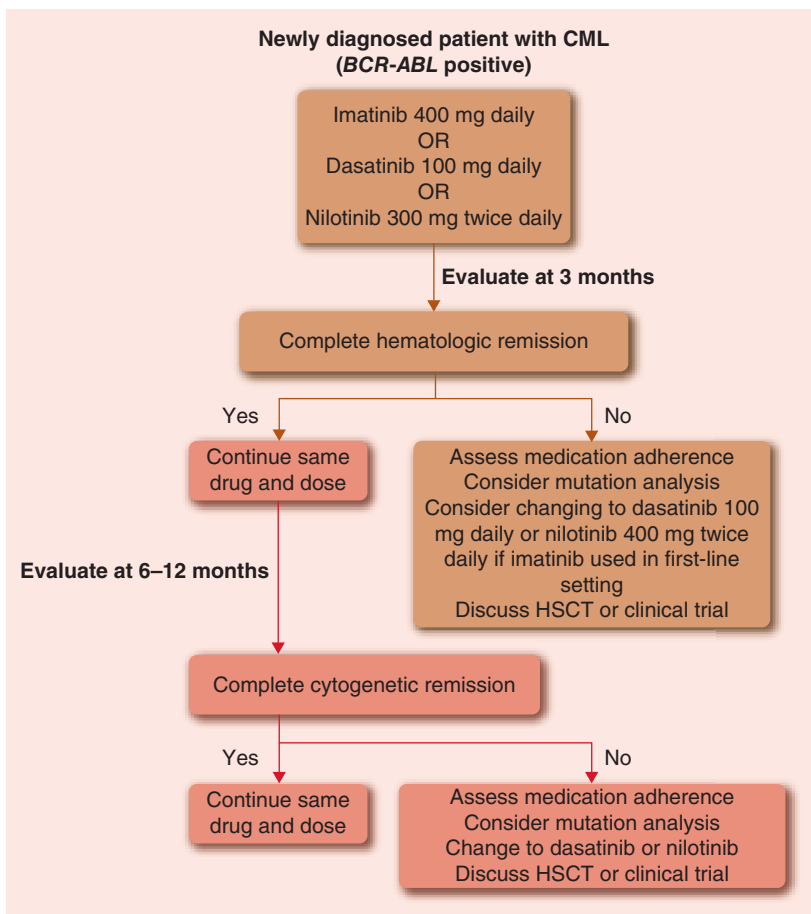 Newly diagnosed patient with CML
(BCR-ABL positive)
Imatinib 400 mg daily
OR
Dasatinib 100 mg daily
OR
Nilotinib 300 mg twice daily
Evaluate at 3 months
Complete hematologic remission
Yes
No
Continue same
drug and dose
Assess medication adherence
Consider mutation analysis
Consider changing to dasatinib 100
mg daily or nilotinib 400 mg twice
daily if imatinib used in first-line
setting
Discuss HSCT or clinical trial
Evaluate at 6–12 months
Complete cytogenetic remission
Yes
No
Continue same
drug and dose
Assess medication adherence
Consider mutation analysis
Change to dasatinib or nilotinib
Discuss HSCT or clinical trial